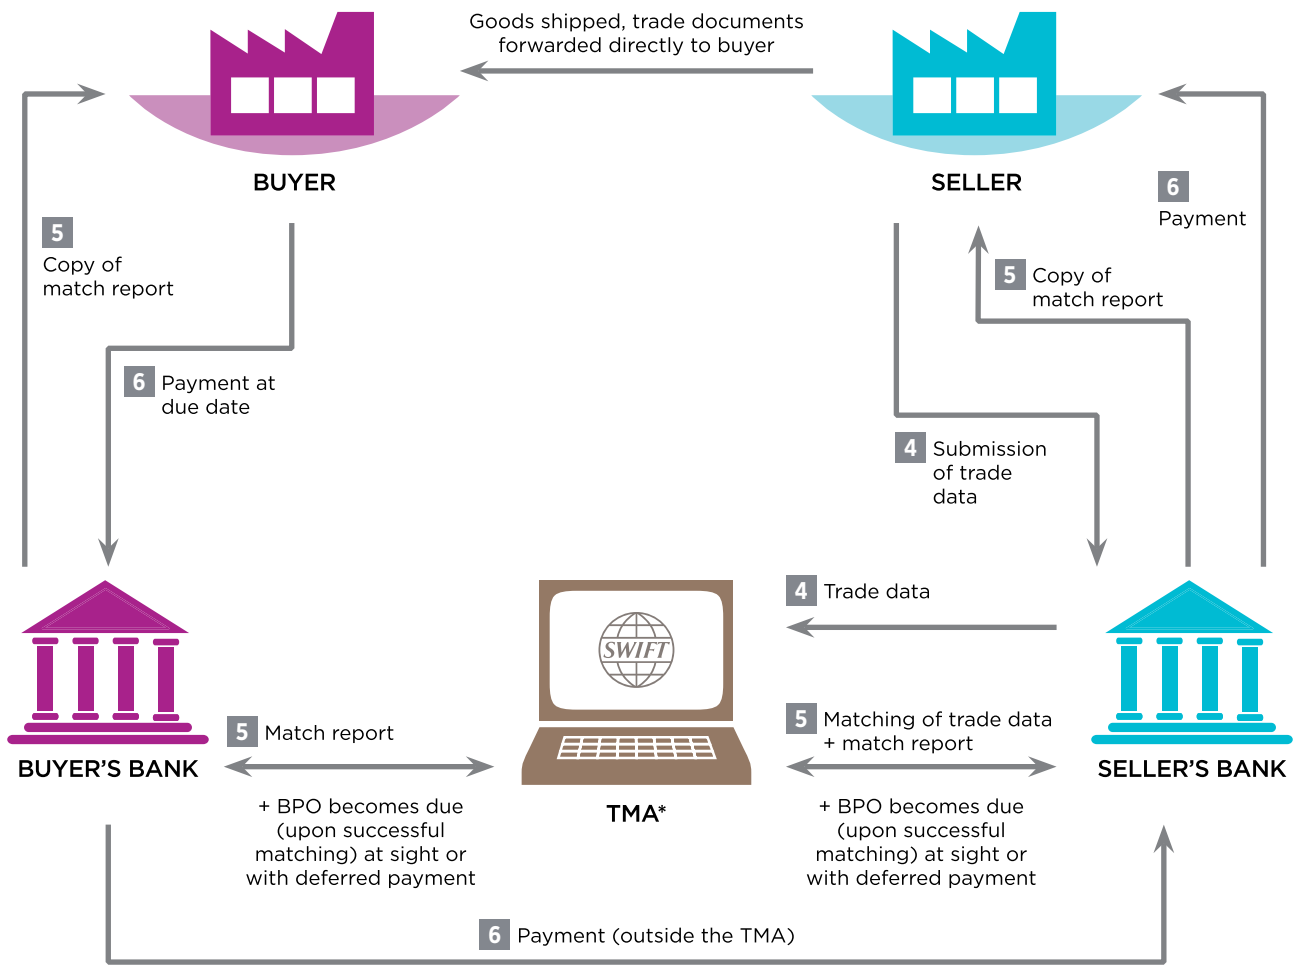 Goods shipped, trade documents
forwarded directly to buyer
BUYER
SELLER
6
Payment
5
Copy of
match report
5
Copy of
match report
6
Payment at
due date
4
Submission
of trade
data
4
Trade data
SWIFT
5
Match report
5
Matching of trade data
+ match report
BUYER’S BANK
SELLER’S BANK
TMA*
+ BPO becomes due
(upon successful
matching) at sight or
with deferred payment
+ BPO becomes due
(upon successful
matching) at sight or
with deferred payment
6
Payment (outside the TMA)